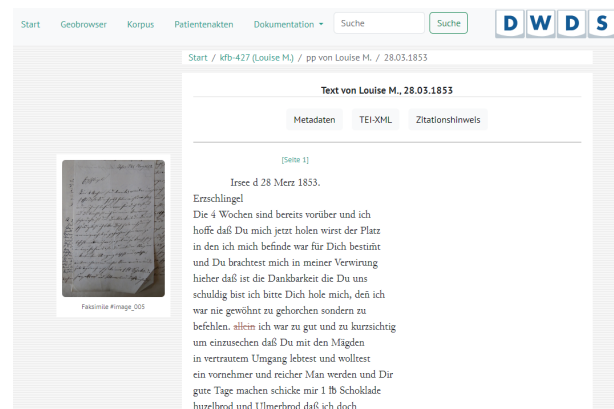 Start Geobrowser Korpus Patientenakten Dokumentation Suche Suche DWDS
Start / kfb-427 (Louise M.) / pp von Louise M. / 28.03.1853
Text von Louise M., 28.03.1853
Metadaten TEI-XML Zitationshinweis
[Seite 1]
Irsee d 28 Merz 1853.
Erzschlingel
Die 4 Wochen sind bereits vorüber und ich
hoffe daß Du mich jetzt holen wirst der Platz
in den ich mich befinde war für Dich bestim̄t
und Du brachtest mich in meiner Verwirung
hieher daß ist die Dankbarkeit die Du uns
schuldig bist ich bitte Dich hole mich, den̄ ich
war nie gewöhnt zu gehorchen sondern zu
befehlen. allein ich war zu gut und zu kurzsichtig
um einzusechen daß Du mit den Mägden
in vertrautem Umgang lebtest und wolltest
ein vornehmer und reicher Man werden und Dir
gute Tage machen schicke mir 1 ℔ Schoklade
huzelbrod und Ulmerbrod daß ich doch
Faksimile #image_005